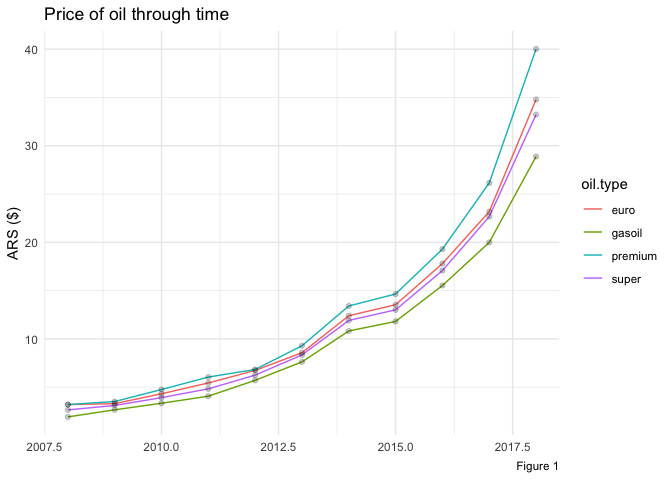 Price of oil through time
ARS ($)
40
30
20
10
2007.5 2010.0 2012.5 2015.0 2017.5
oil.type
euro
gasoil
premium
super
Figure 1